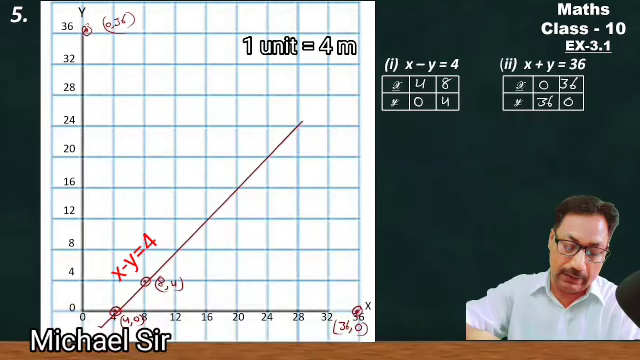 5.
Maths
Class - 10
EX-3.1
1 unit = 4 m
(i) x – y = 4
x 4 8
y 0 4
(ii) x + y = 36
x 0 36
y 36 0
Y
(0,36)
36
32
28
24
20
16
12
8
4
0
x-y=4
(8,4)
(4,0)
(36,0)
0 4 8 12 16 20 24 28 32 36 X
Michael Sir